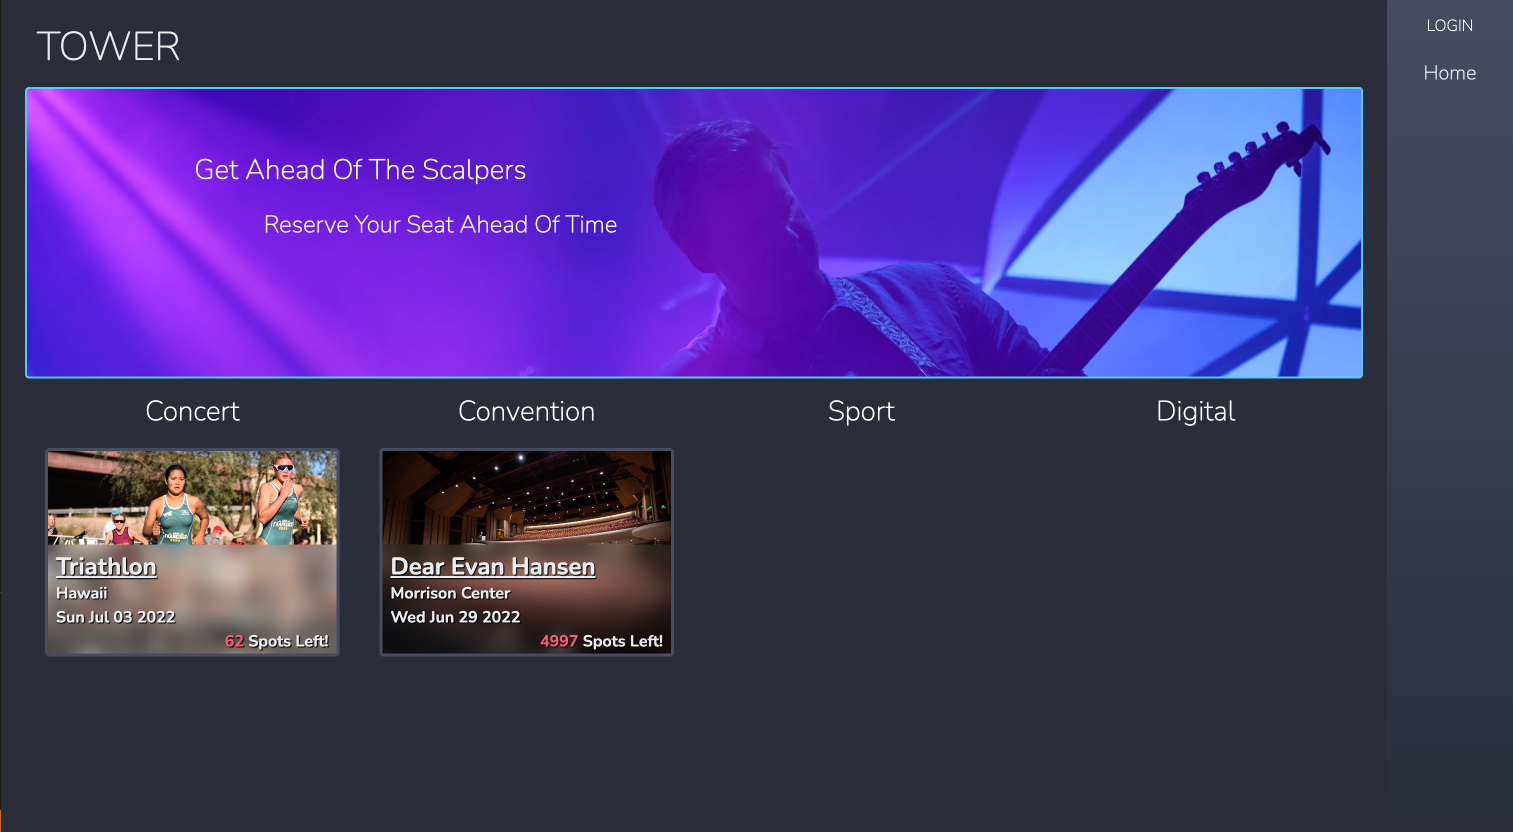 TOWER
LOGIN
Home
Get Ahead Of The Scalpers
Reserve Your Seat Ahead Of Time
Concert
Convention
Sport
Digital
Triathlon
Hawaii
Sun Jul 03 2022
62 Spots Left!
Dear Evan Hansen
Morrison Center
Wed Jun 29 2022
4997 Spots Left!